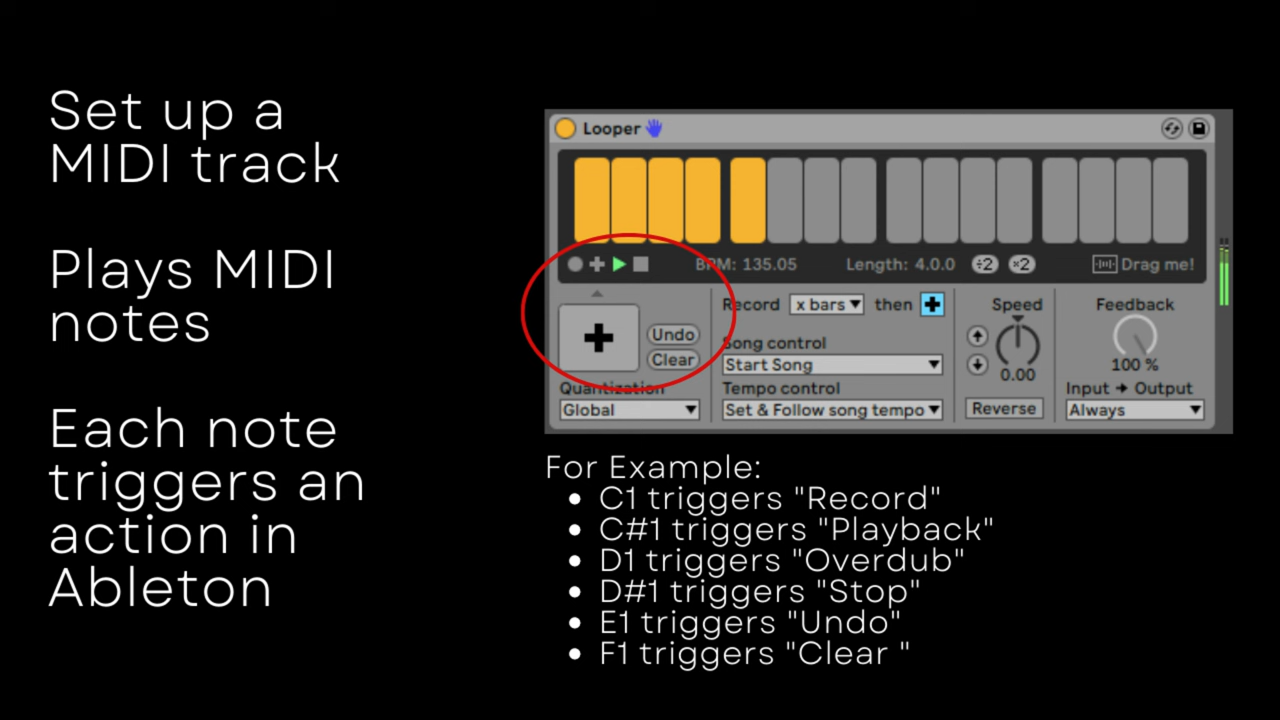 Set up a
MIDI track
Plays MIDI
notes
Each note
triggers an
action in
Ableton
Looper
BPM: 135.05 Length: 4.0.0 ÷2 ×2 Drag me!
Record x bars then Speed Feedback
Undo
Song control
Clear Start Song 0.00 100 %
Quantization Tempo control Input → Output
Global Set & Follow song tempo Reverse Always
For Example:
• C1 triggers "Record"
• C#1 triggers "Playback"
• D1 triggers "Overdub"
• D#1 triggers "Stop"
• E1 triggers "Undo"
• F1 triggers "Clear "